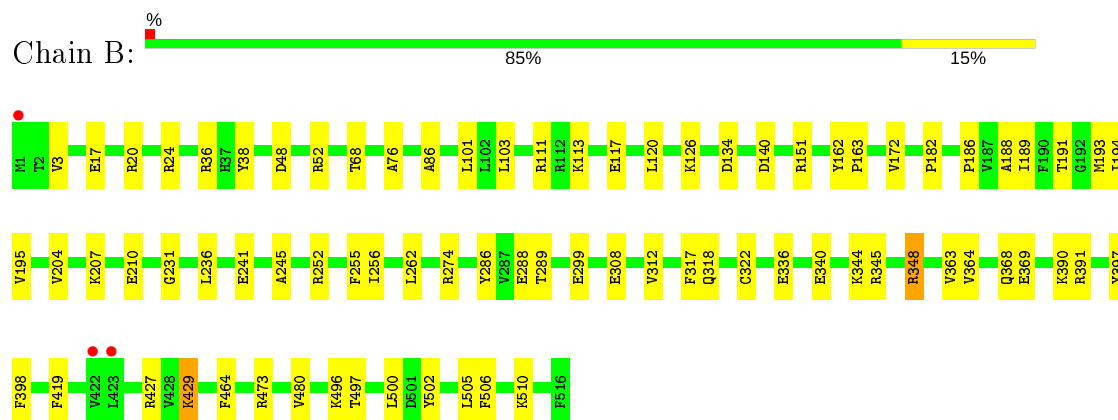 %
Chain B:
85% 15%
M1 T2 V3 E17 R20 R24 R36 H37 Y38 D48 R52 T68 A76 A86 L101 L102 L103 R111 R112 K113 E117 L120 K126 D134 D140 R151 Y162 P163 V172 P182 P186 V187 A188 I189 F190 T191 G192 M193 I194
V195 V204 K207 E210 G231 L236 E241 A245 R252 F255 I256 L262 R274 Y286 V287 E288 T289 E299 E308 V312 F317 Q318 C322 E336 E340 K344 R345 R348 V363 V364 Q368 E369 K390 R391 Y397
F398 F419 V422 L423 R427 V428 K429 F464 R473 V480 K496 T497 L500 D501 Y502 L505 F506 K510 F516